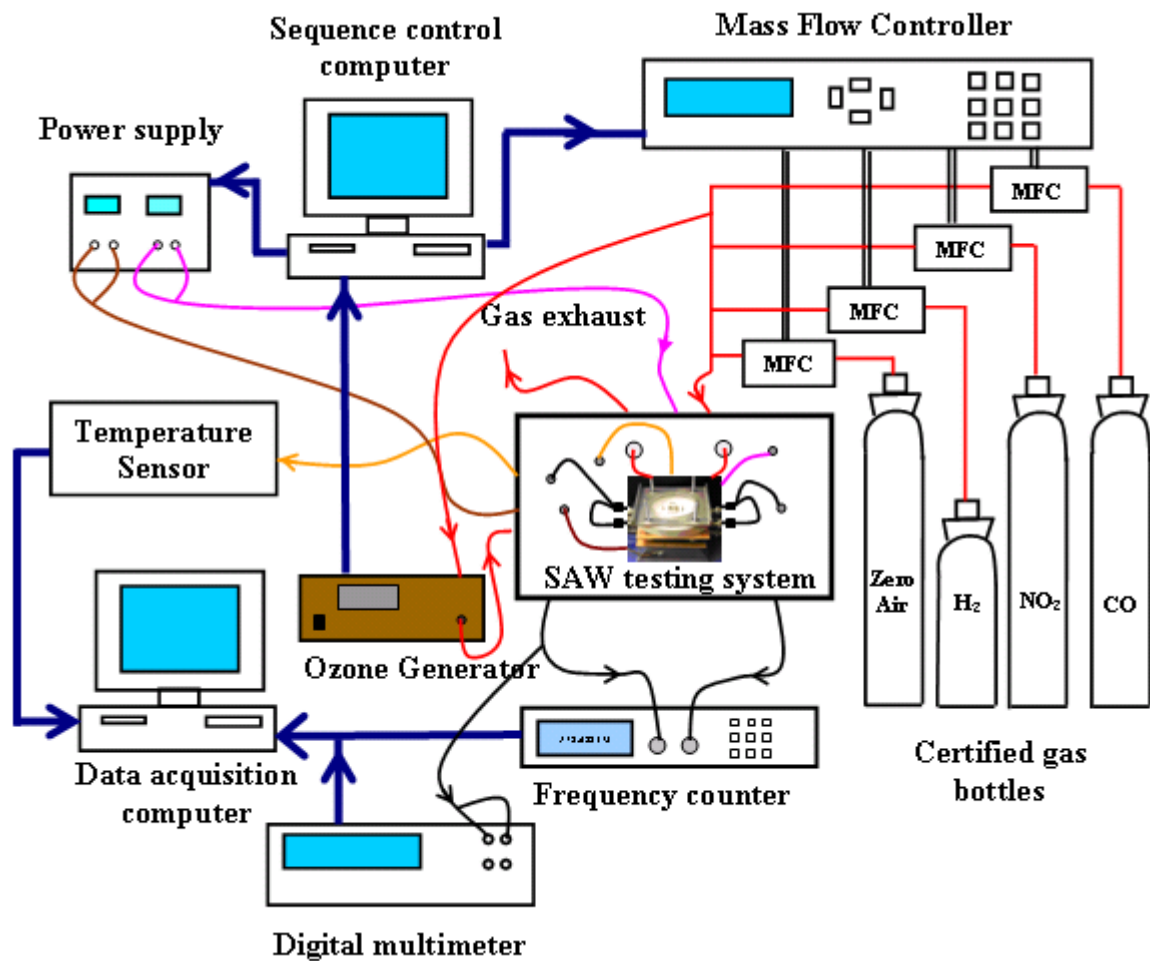 Sequence control
computer
Mass Flow Controller
Power supply
MFC
MFC
MFC
MFC
Gas exhaust
Temperature
Sensor
SAW testing system
Zero
Air
H₂
NO₂
CO
Ozone Generator
Data acquisition
computer
Frequency counter
Certified gas
bottles
Digital multimeter